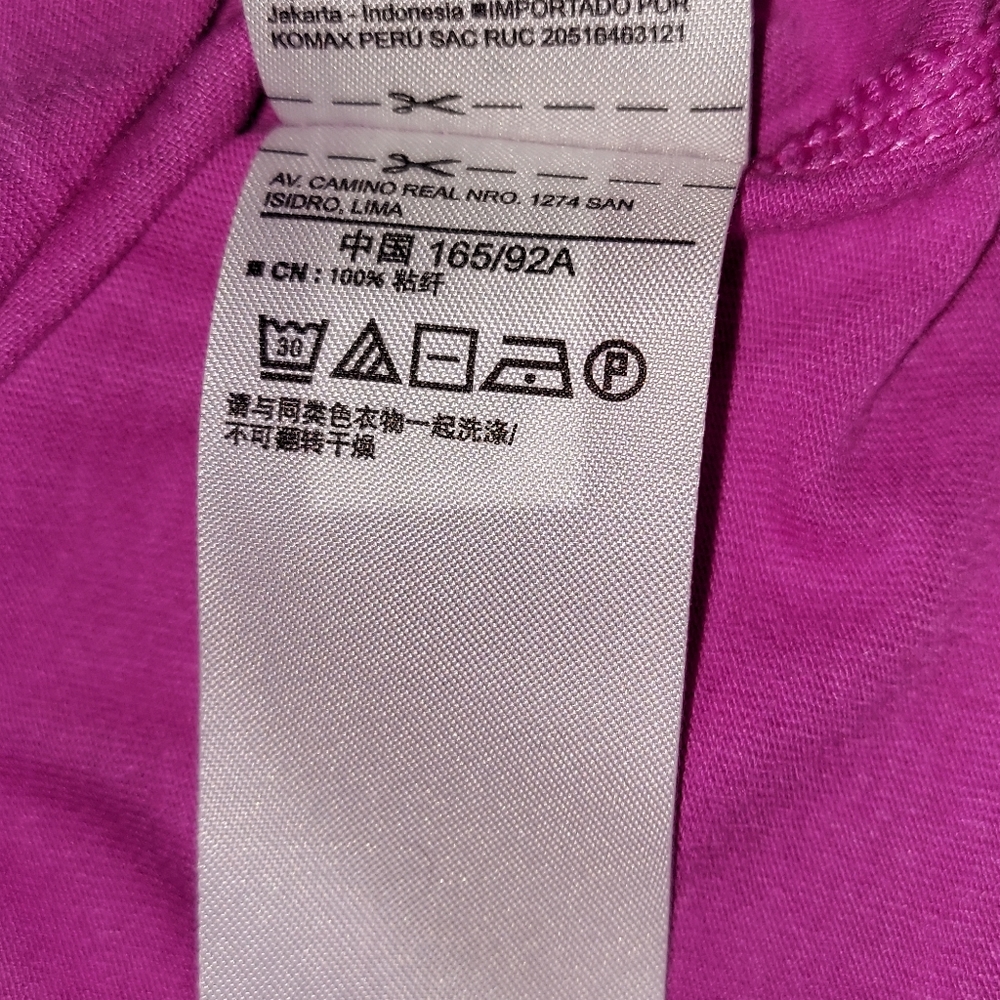 Jakarta - Indonesia ■IMPORTADO POR
KOMAX PERÚ SAC RUC 20516463121
AV. CAMINO REAL NRO. 1274 SAN
ISIDRO, LIMA
中国 165/92A
■ CN : 100% 粘纤
30 P
请与同类色衣物一起洗涤/
不可翻转干燥